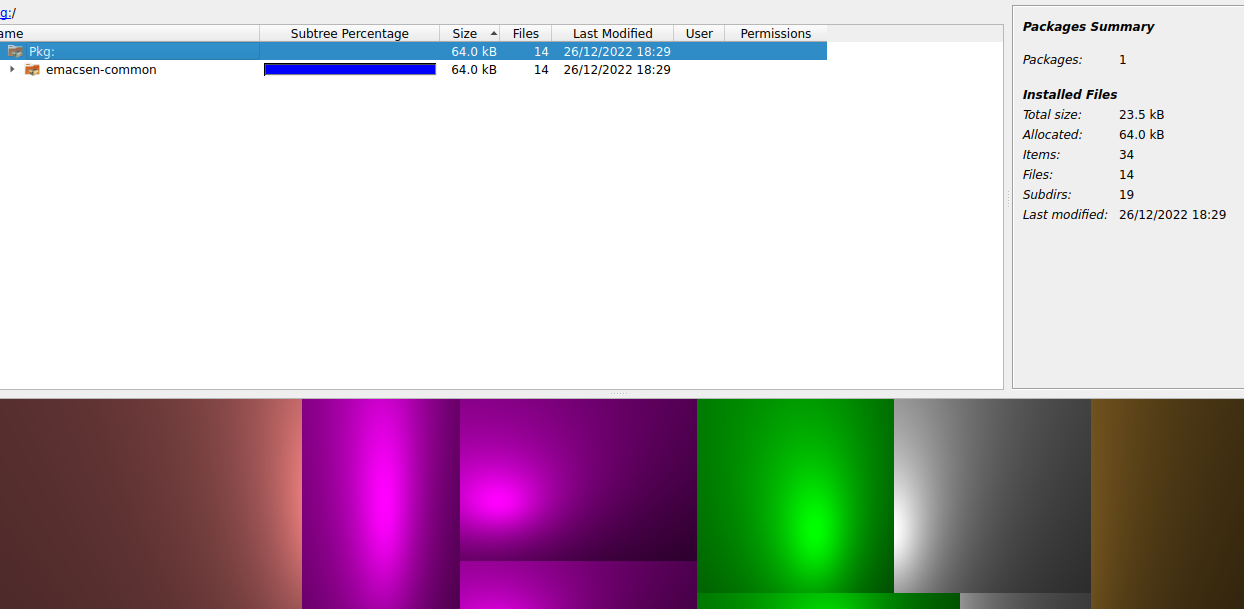 g:/
ame Subtree Percentage Size Files Last Modified User Permissions
Pkg: 64.0 kB 14 26/12/2022 18:29
emacsen-common 64.0 kB 14 26/12/2022 18:29
Packages Summary
Packages: 1
Installed Files
Total size: 23.5 kB
Allocated: 64.0 kB
Items: 34
Files: 14
Subdirs: 19
Last modified: 26/12/2022 18:29